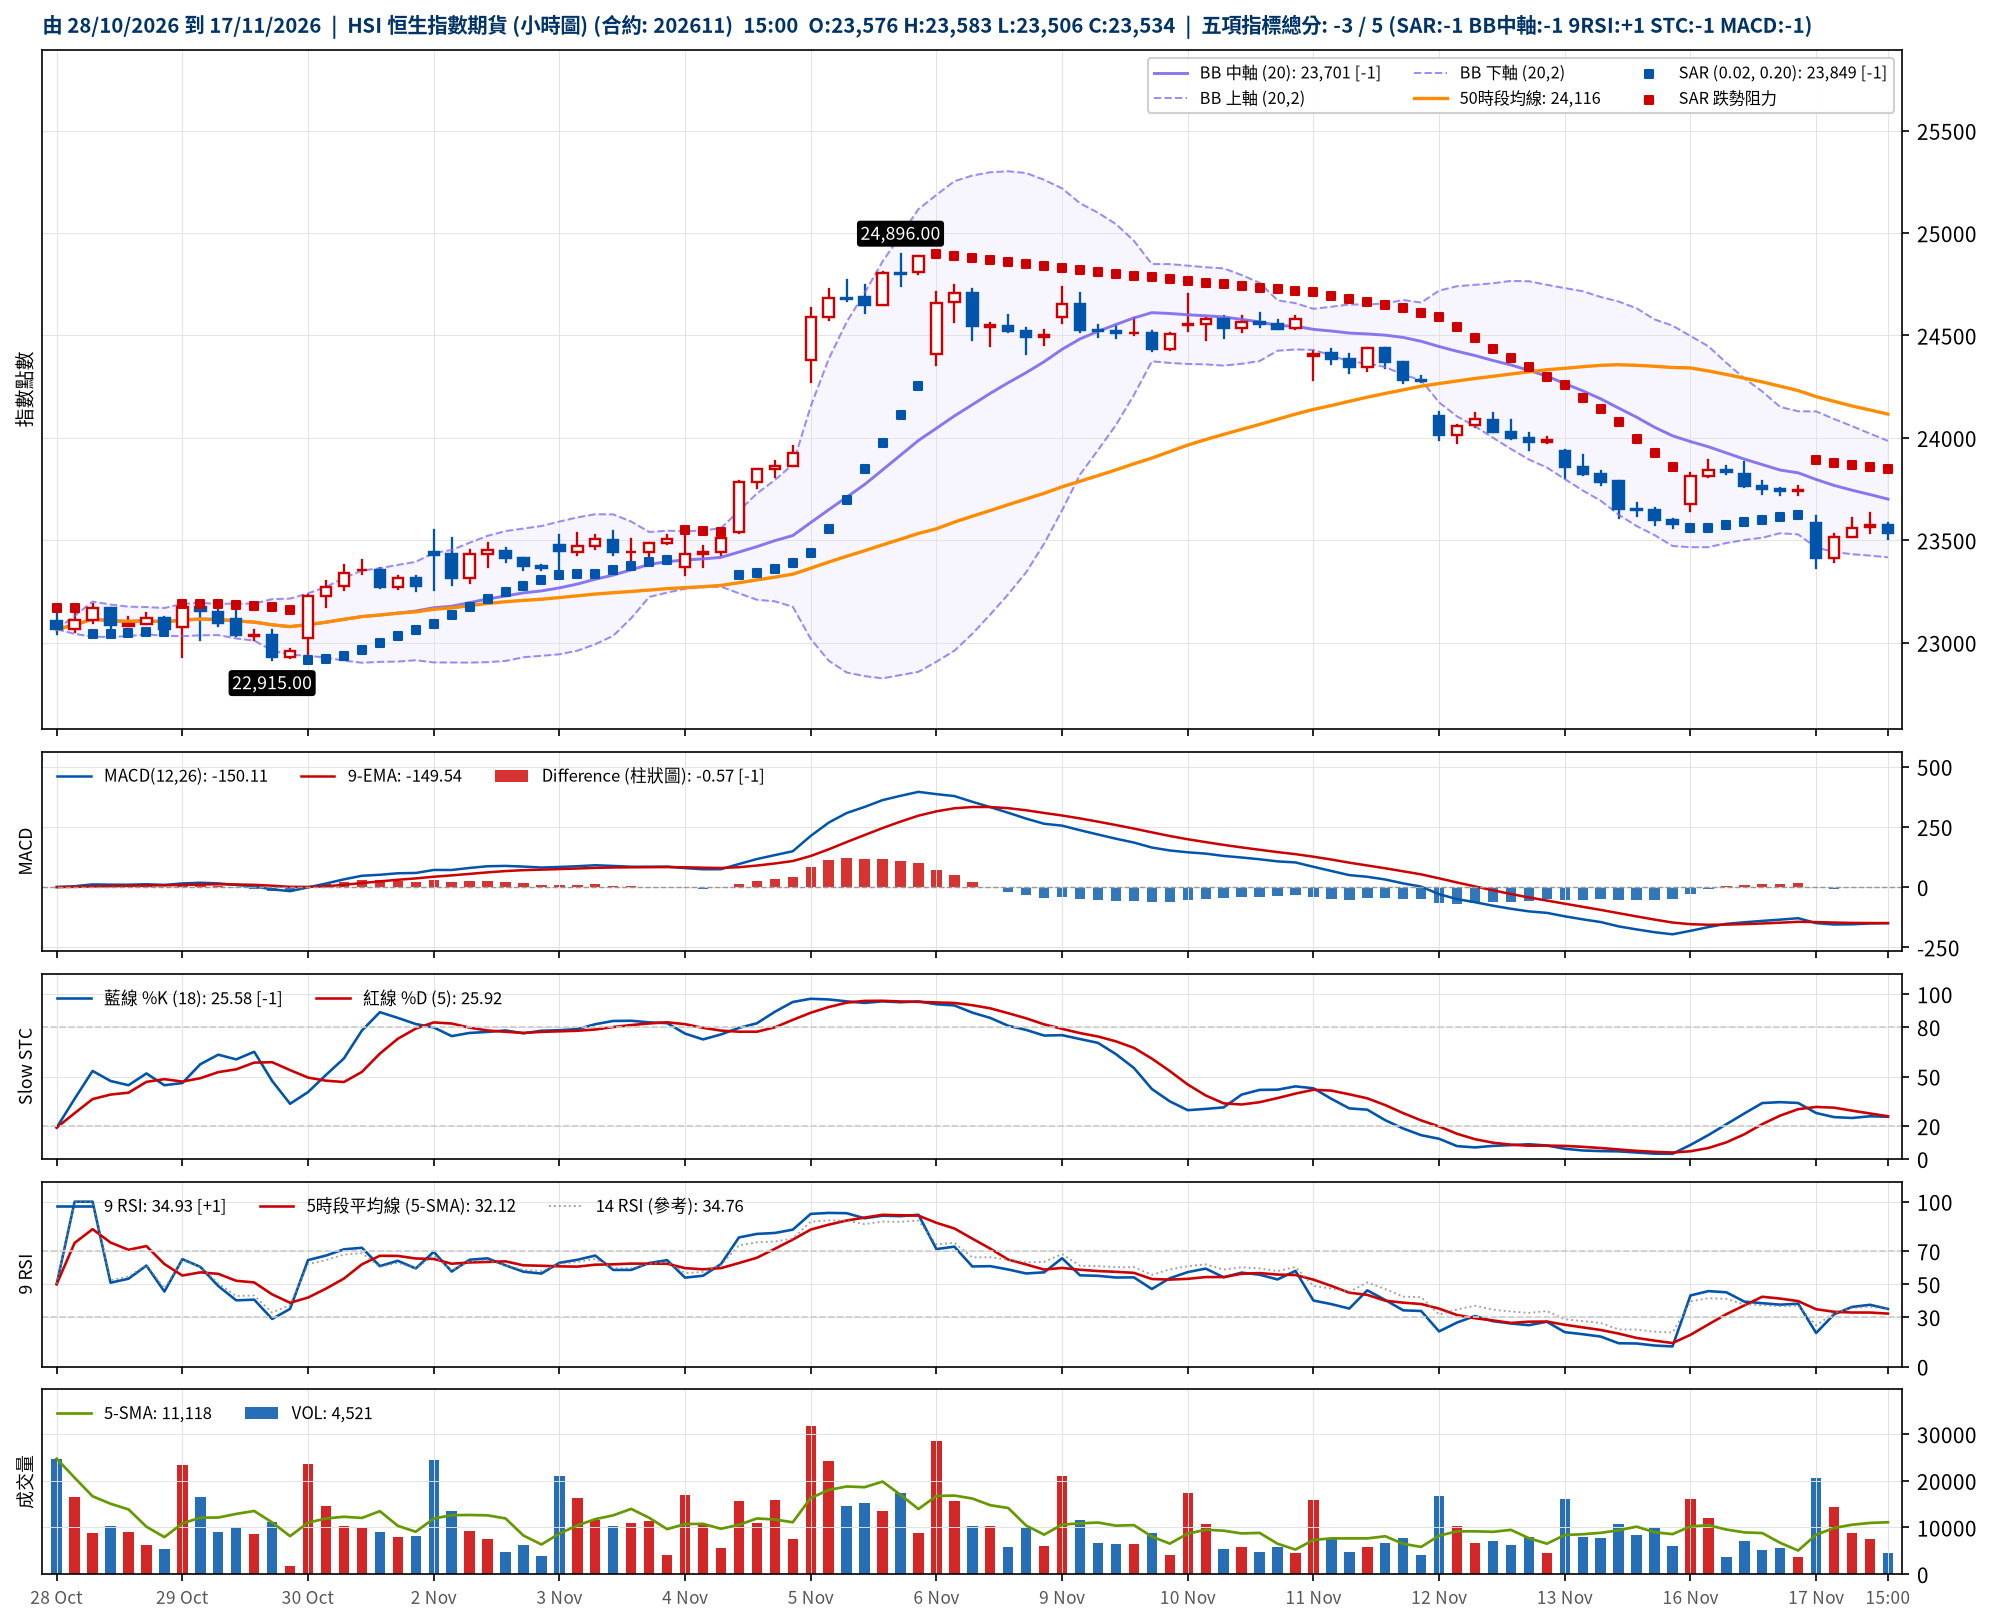 由 28/10/2026 到 17/11/2026 | HSI 恒生指數期貨 (小時圖) (合約: 202611) 15:00 O:23,576 H:23,583 L:23,506 C:23,534 | 五項指標總分: -3 / 5 (SAR:-1 BB中軸:-1 9RSI:+1 STC:-1 MACD:-1)
BB 中軸 (20): 23,701 [-1] BB 下軸 (20,2) SAR (0.02, 0.20): 23,849 [-1]
BB 上軸 (20,2) 50時段均線: 24,116 SAR 跌勢阻力
25500
25000
24,896.00
24500
指數點數
24000
23500
23000
22,915.00
MACD(12,26): -150.11 9-EMA: -149.54 Difference (柱狀圖): -0.57 [-1]
500
250
MACD
0
-250
藍線 %K (18): 25.58 [-1] 紅線 %D (5): 25.92
100
80
Slow STC
50
20
0
9 RSI: 34.93 [+1] 5時段平均線 (5-SMA): 32.12 14 RSI (參考): 34.76
100
70
9 RSI
50
30
0
5-SMA: 11,118 VOL: 4,521
30000
成交量
20000
10000
0
28 Oct 29 Oct 30 Oct 2 Nov 3 Nov 4 Nov 5 Nov 6 Nov 9 Nov 10 Nov 11 Nov 12 Nov 13 Nov 16 Nov 17 Nov 15:00